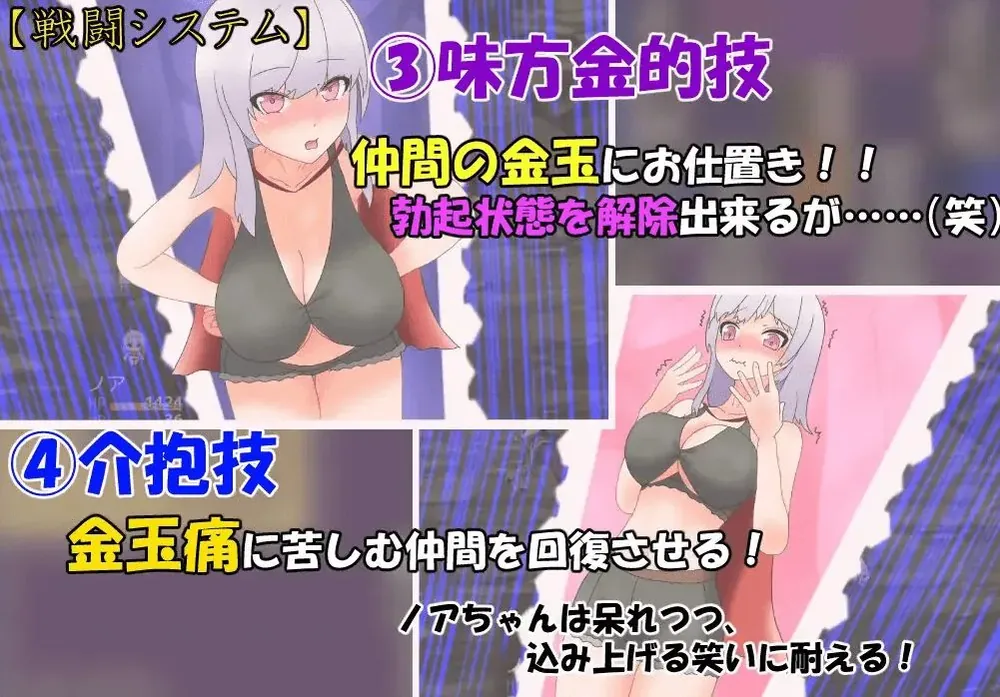 【戦闘システム】
③味方金的技
仲間の金玉にお仕置き！！
勃起状態を解除出来るが……(笑)
ノア
HP 1424
36
④介抱技
金玉痛に苦しむ仲間を回復させる！
ノアちゃんは呆れつつ、
込み上げる笑いに耐える！